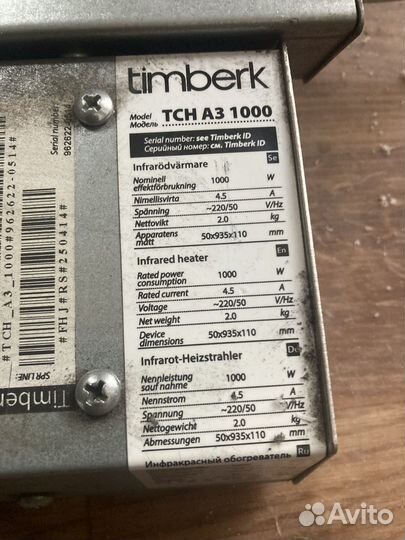 timberk
Model
Модель TCH A3 1000
Serial number: see Timberk ID
Серийный номер: см. Timberk ID
Infrarödvärmare Se
Nominell
effektförbrukning 1000 W
Nimellisvirta 4.5 A
Spänning ~220/50 V/Hz
Nettovikt 2.0 kg
Apparatens
mått 50x935x110 mm
Infrared heater En
Rated power
consumption 1000 W
Rated current 4.5 A
Voltage ~220/50 V/Hz
Net weight 2.0 kg
Device
dimensions 50x935x110 mm
Infrarot-Heizstrahler De
Nennleistung
sauf nahme 1000 W
Nennstrom 4.5 A
Spannung ~220/50 V/Hz
Nettogewicht 2.0 kg
Abmessungen 50x935x110 mm
Инфракрасный обогреватель Ru
Serial number
#TCH_A3_1000#962622-0514#
#FHJ#RS#250414#
SPR LINE:
Timber
Avito